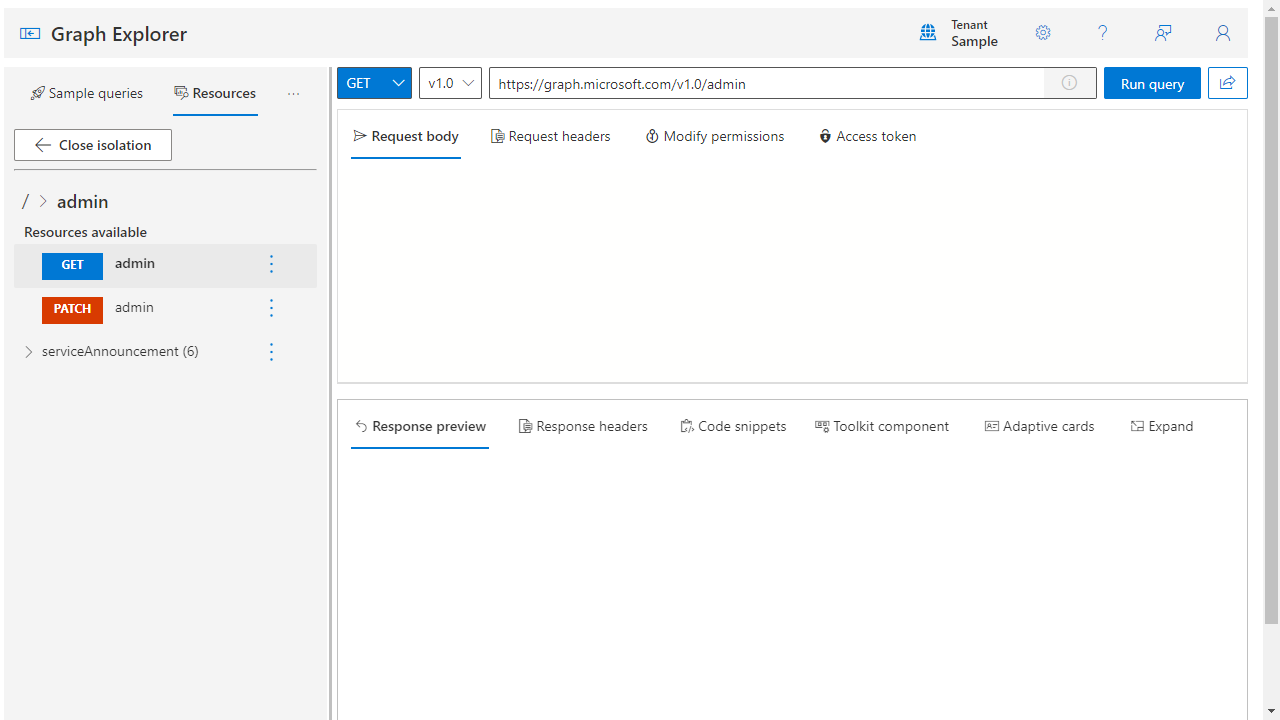 Graph Explorer
Tenant
Sample
?
Sample queries
Resources
...
GET
v1.0
https://graph.microsoft.com/v1.0/admin
Run query
Close isolation
Request body
Request headers
Modify permissions
Access token
/ > admin
Resources available
GET admin
PATCH admin
serviceAnnouncement (6)
Response preview
Response headers
Code snippets
Toolkit component
Adaptive cards
Expand